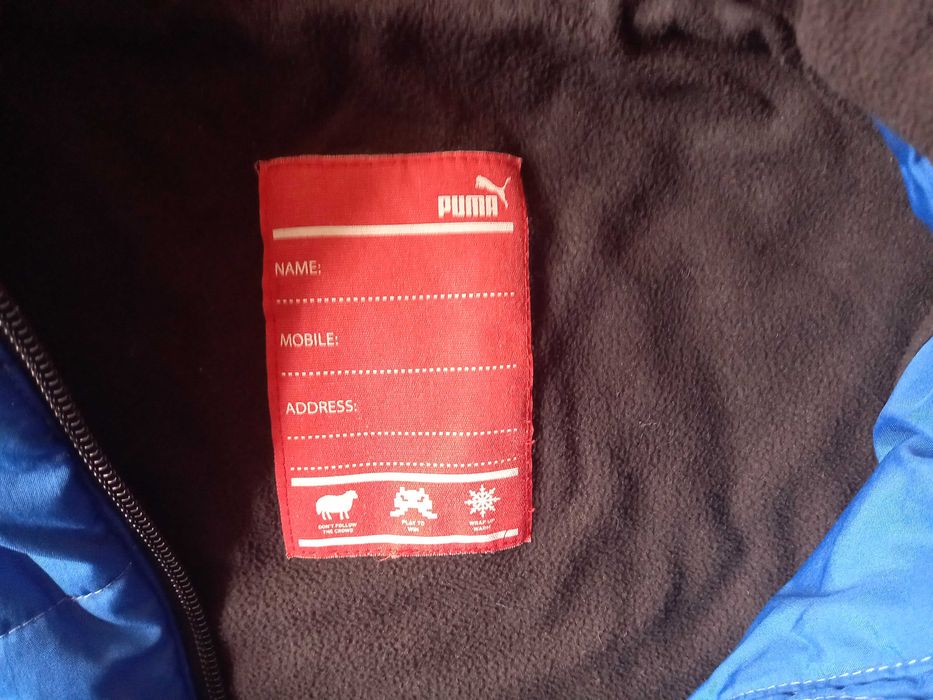 PUMA
NAME:
MOBILE:
ADDRESS:
DON'T FOLLOW
THE CROWD
PLAY TO
WIN
WRAP UP
WARM